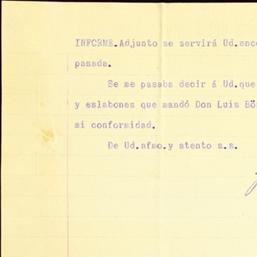 INFORME.Adjunto se servirá Ud.enco
pasada.
Se me pasaba decir á Ud.que
y eslabones que mandó Don Luis Bö
mi conformidad.
De Ud.afmo.y atento s.s.